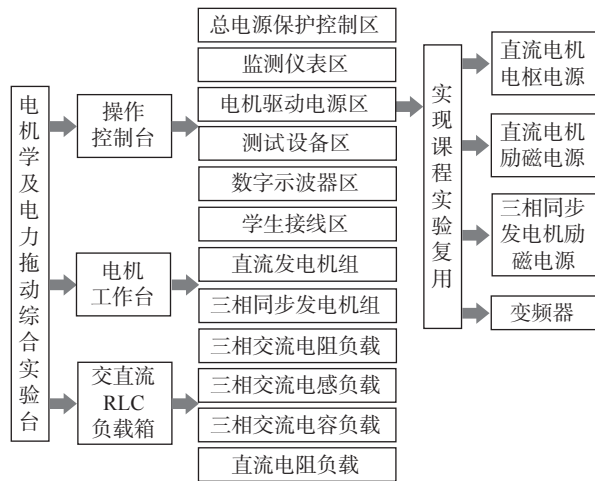 电机学及电力拖动综合实验台
操作
控制台
电机
工作台
交直流
RLC
负载箱
总电源保护控制区
监测仪表区
电机驱动电源区
测试设备区
数字示波器区
学生接线区
直流发电机组
三相同步发电机组
三相交流电阻负载
三相交流电感负载
三相交流电容负载
直流电阻负载
实现课程实验复用
直流电机
电枢电源
直流电机
励磁电源
三相同步
发电机励
磁电源
变频器